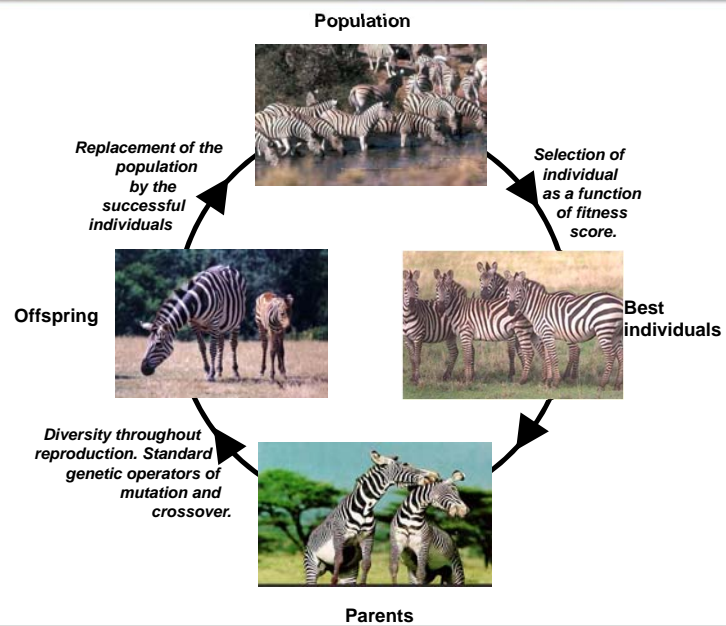 Population
Replacement of the
population
by the
successful
individuals
Selection of
individual
as a function
of fitness
score.
Offspring
Best
individuals
Diversity throughout
reproduction. Standard
genetic operators of
mutation and
crossover.
Parents